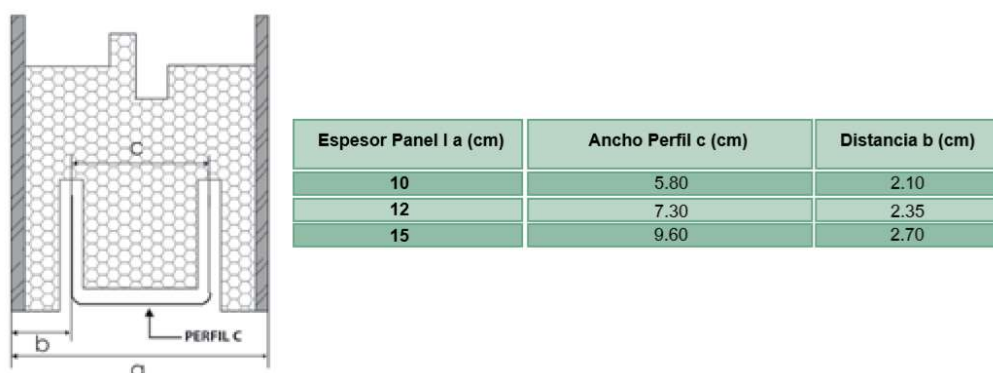 c
PERFIL C
b
a
Espesor Panel I a (cm) Ancho Perfil c (cm) Distancia b (cm)
10 5.80 2.10
12 7.30 2.35
15 9.60 2.70